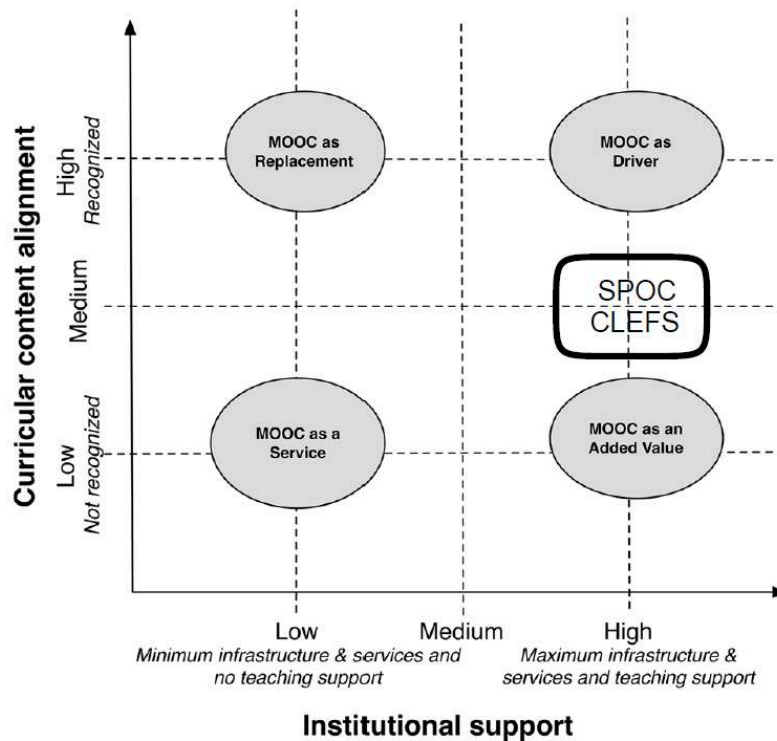 Curricular content alignment
High
Recognized
Medium
Low
Not recognized
MOOC as
Replacement
MOOC as
Driver
SPOC
CLEFS
MOOC as a
Service
MOOC as an
Added Value
Low
Medium
High
Minimum infrastructure & services and
no teaching support
Maximum infrastructure &
services and teaching support
Institutional support